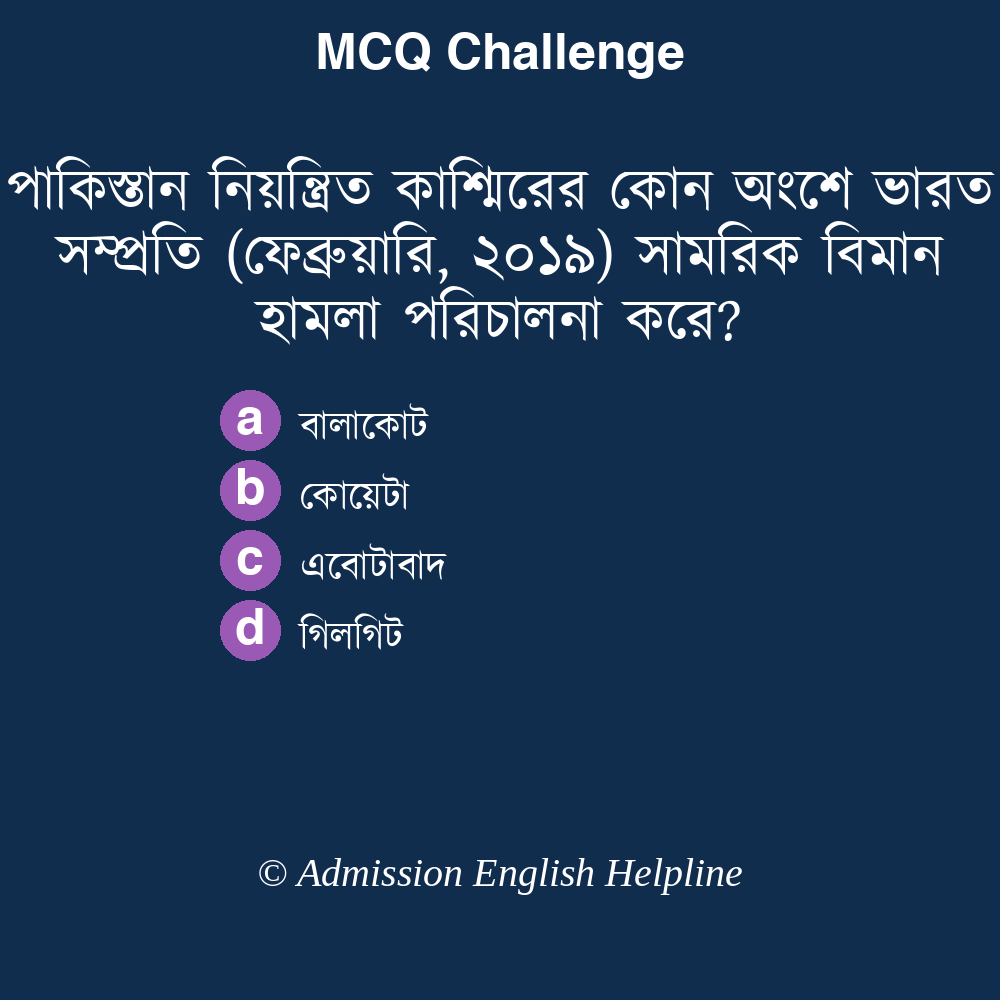 MCQ Challenge
পাকিস্তান নিয়ন্ত্রিত কাশ্মিরের কোন অংশে ভারত
সম্প্রতি (ফেব্রুয়ারি, ২০১৯) সামরিক বিমান
হামলা পরিচালনা করে?
a বালাকোট
b কোয়েটা
c এবোটাবাদ
d গিলগিট
© Admission English Helpline